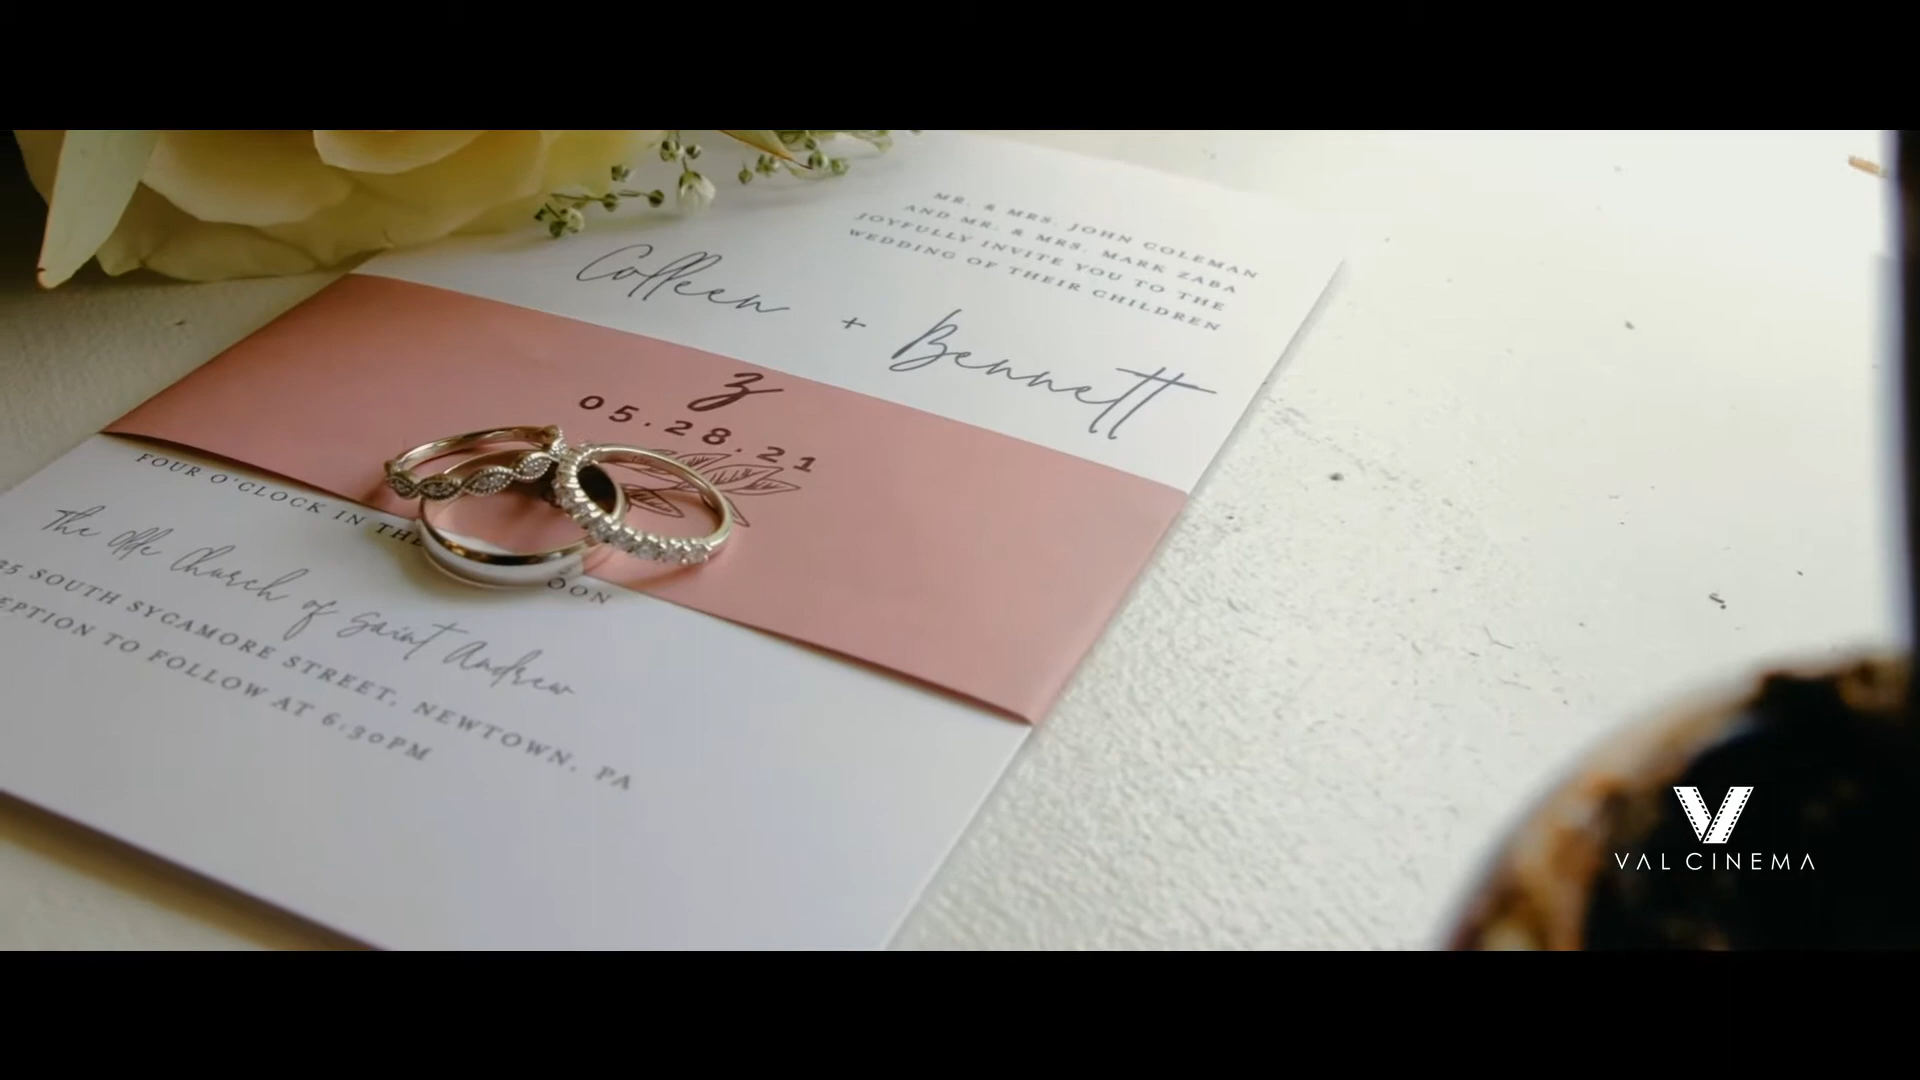 MR. & MRS. JOHN COLEMAN
AND MR. & MRS. MARK ZABA
JOYFULLY INVITE YOU TO THE
WEDDING OF THEIR CHILDREN
Colleen + Bennett
z
05.28.21
FOUR O'CLOCK IN THE OON
The Olde Church of Saint Andrew
35 SOUTH SYCAMORE STREET, NEWTOWN, PA
EPTION TO FOLLOW AT 6:30PM
VAL CINEMA